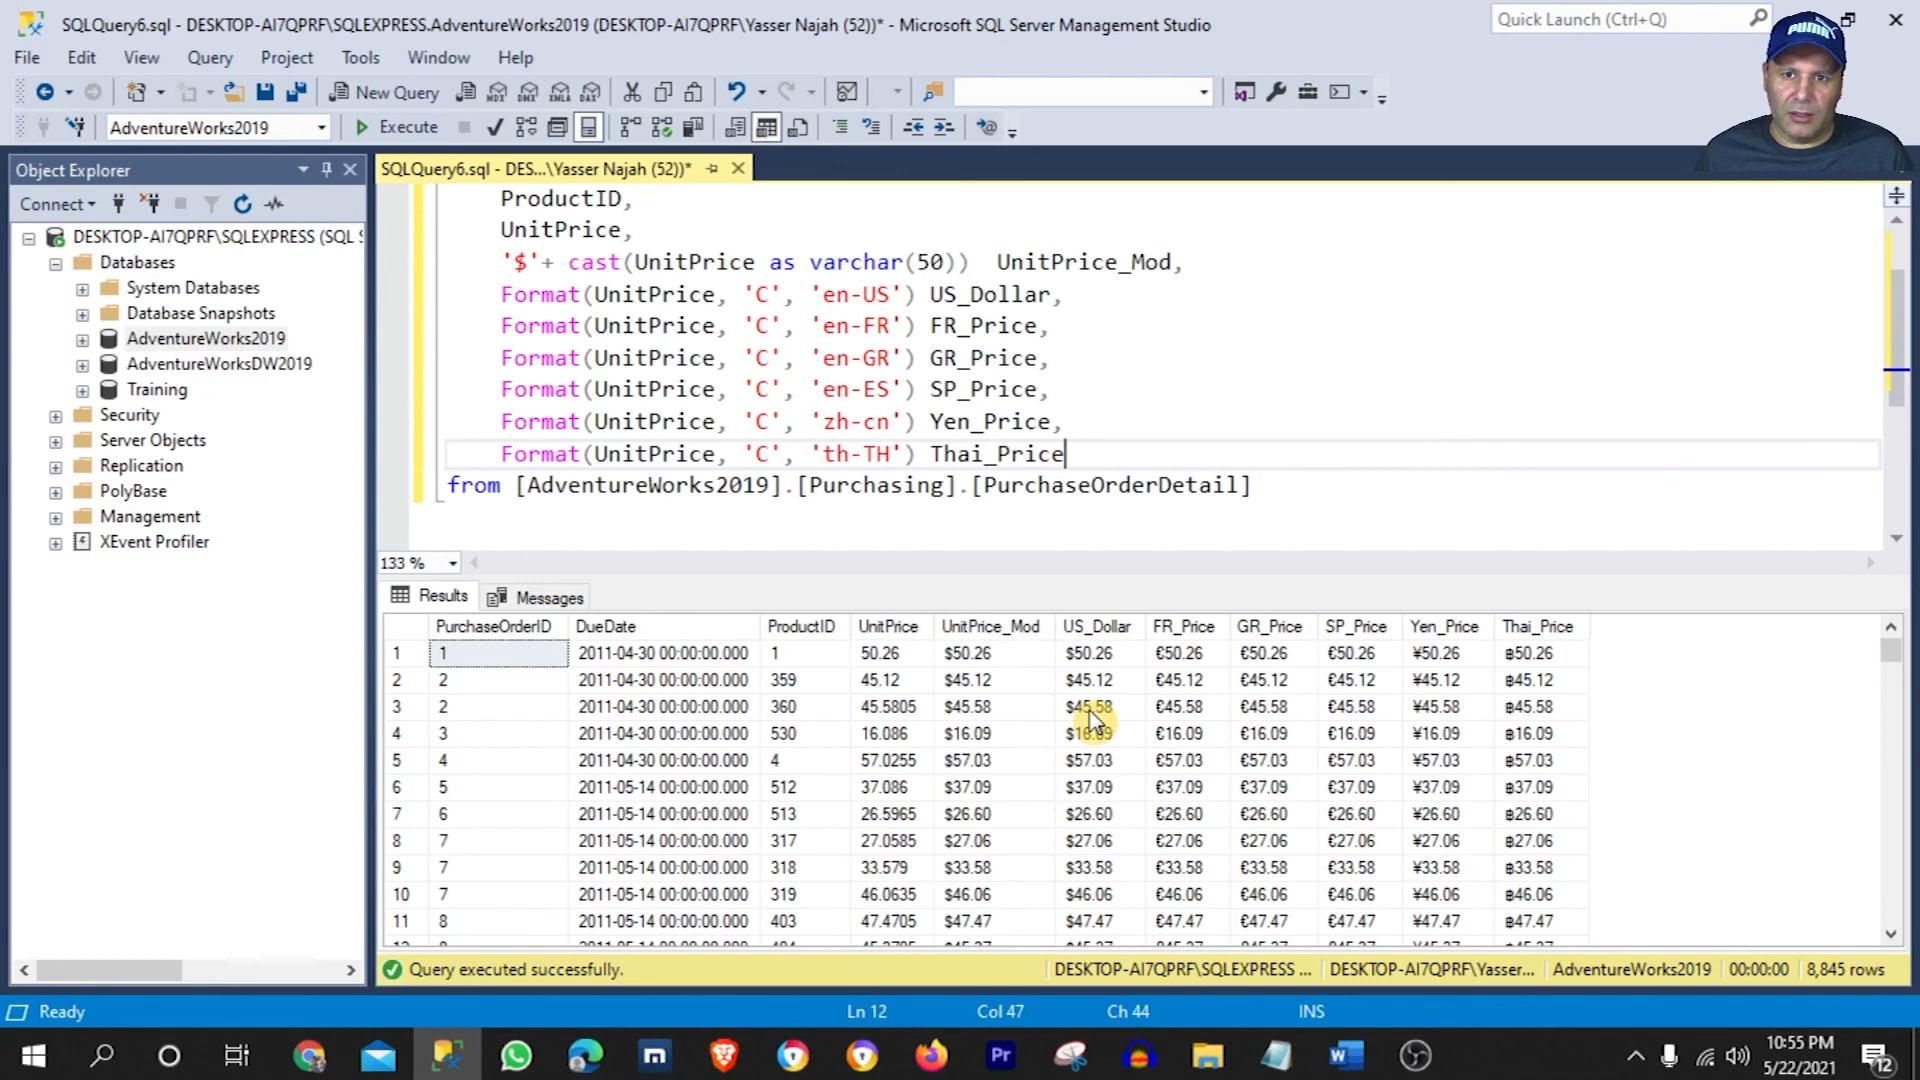 SQLQuery6.sql - DESKTOP-AI7QPRF\SQLEXPRESS.AdventureWorks2019 (DESKTOP-AI7QPRF\Yasser Najah (52))* - Microsoft SQL Server Management Studio
Quick Launch (Ctrl+Q)
PUMA
File Edit View Query Project Tools Window Help
New Query MDX DMX XMLA DAX
AdventureWorks2019 Execute
Object Explorer
SQLQuery6.sql - DES...\Yasser Najah (52))*
Connect
DESKTOP-AI7QPRF\SQLEXPRESS (SQL S
Databases
System Databases
Database Snapshots
AdventureWorks2019
AdventureWorksDW2019
Training
Security
Server Objects
Replication
PolyBase
Management
XEvent Profiler
ProductID,
UnitPrice,
'$'+ cast(UnitPrice as varchar(50)) UnitPrice_Mod,
Format(UnitPrice, 'C', 'en-US') US_Dollar,
Format(UnitPrice, 'C', 'en-FR') FR_Price,
Format(UnitPrice, 'C', 'en-GR') GR_Price,
Format(UnitPrice, 'C', 'en-ES') SP_Price,
Format(UnitPrice, 'C', 'zh-cn') Yen_Price,
Format(UnitPrice, 'C', 'th-TH') Thai_Price
from [AdventureWorks2019].[Purchasing].[PurchaseOrderDetail]
133 %
Results Messages
PurchaseOrderID DueDate ProductID UnitPrice UnitPrice_Mod US_Dollar FR_Price GR_Price SP_Price Yen_Price Thai_Price
1 1 2011-04-30 00:00:00.000 1 50.26 $50.26 $50.26 €50.26 €50.26 €50.26 ¥50.26 ฿50.26
2 2 2011-04-30 00:00:00.000 359 45.12 $45.12 $45.12 €45.12 €45.12 €45.12 ¥45.12 ฿45.12
3 2 2011-04-30 00:00:00.000 360 45.5805 $45.58 $45.58 €45.58 €45.58 €45.58 ¥45.58 ฿45.58
4 3 2011-04-30 00:00:00.000 530 16.086 $16.09 $16.09 €16.09 €16.09 €16.09 ¥16.09 ฿16.09
5 4 2011-04-30 00:00:00.000 4 57.0255 $57.03 $57.03 €57.03 €57.03 €57.03 ¥57.03 ฿57.03
6 5 2011-05-14 00:00:00.000 512 37.086 $37.09 $37.09 €37.09 €37.09 €37.09 ¥37.09 ฿37.09
7 6 2011-05-14 00:00:00.000 513 26.5965 $26.60 $26.60 €26.60 €26.60 €26.60 ¥26.60 ฿26.60
8 7 2011-05-14 00:00:00.000 317 27.0585 $27.06 $27.06 €27.06 €27.06 €27.06 ¥27.06 ฿27.06
9 7 2011-05-14 00:00:00.000 318 33.579 $33.58 $33.58 €33.58 €33.58 €33.58 ¥33.58 ฿33.58
10 7 2011-05-14 00:00:00.000 319 46.0635 $46.06 $46.06 €46.06 €46.06 €46.06 ¥46.06 ฿46.06
11 8 2011-05-14 00:00:00.000 403 47.4705 $47.47 $47.47 €47.47 €47.47 €47.47 ¥47.47 ฿47.47
Query executed successfully. DESKTOP-AI7QPRF\SQLEXPRESS ... DESKTOP-AI7QPRF\Yasser... AdventureWorks2019 00:00:00 8,845 rows
Ready Ln 12 Col 47 Ch 44 INS
10:55 PM
5/22/2021
12